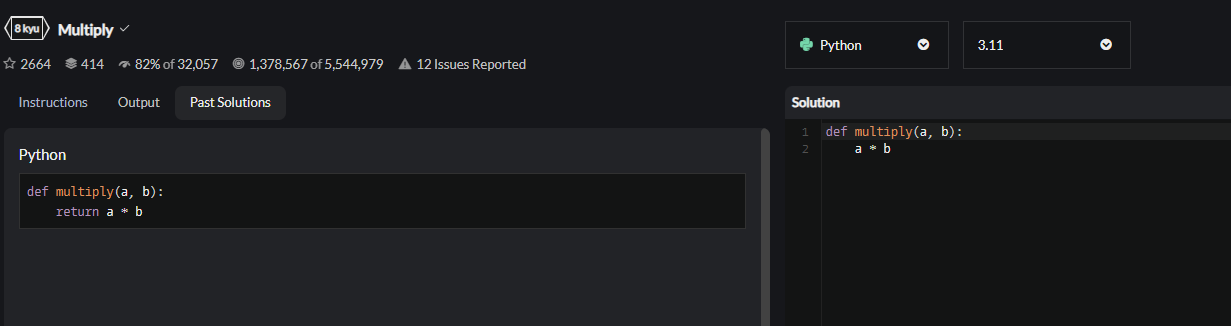 8 kyu Multiply
2664 414 82% of 32,057 1,378,567 of 5,544,979 12 Issues Reported
Instructions Output Past Solutions
Python
def multiply(a, b):
    return a * b
Python 3.11
Solution
1 def multiply(a, b):
2     a * b